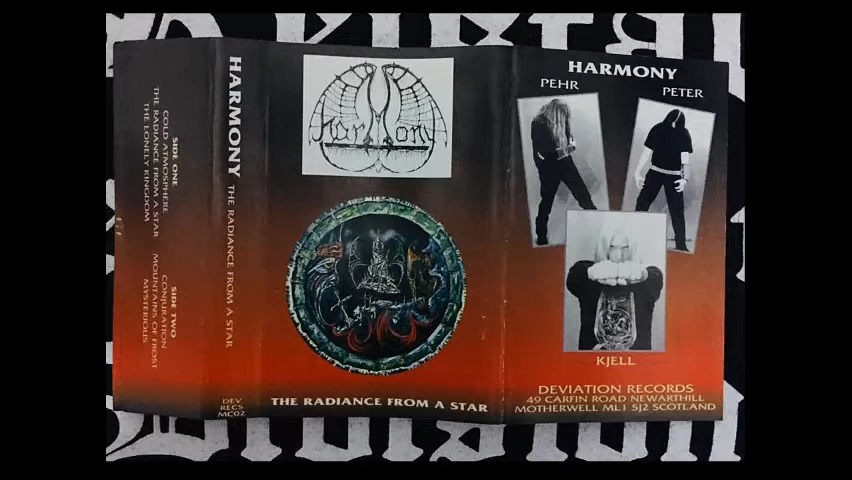 SIDE ONE
COLD ATMOSPHERE
THE RADIANCE FROM A STAR
THE LONELY KINGDOM
SIDE TWO
CONJURATION
MOUNTAINS OF FROST
MYSTERIOUS
HARMONY THE RADIANCE FROM A STAR
DEV
RECS
MC02
Harmony
THE RADIANCE FROM A STAR
HARMONY
PEHR
PETER
KJELL
DEVIATION RECORDS
49 CARFIN ROAD NEWARTHILL
MOTHERWELL ML1 5J2 SCOTLAND